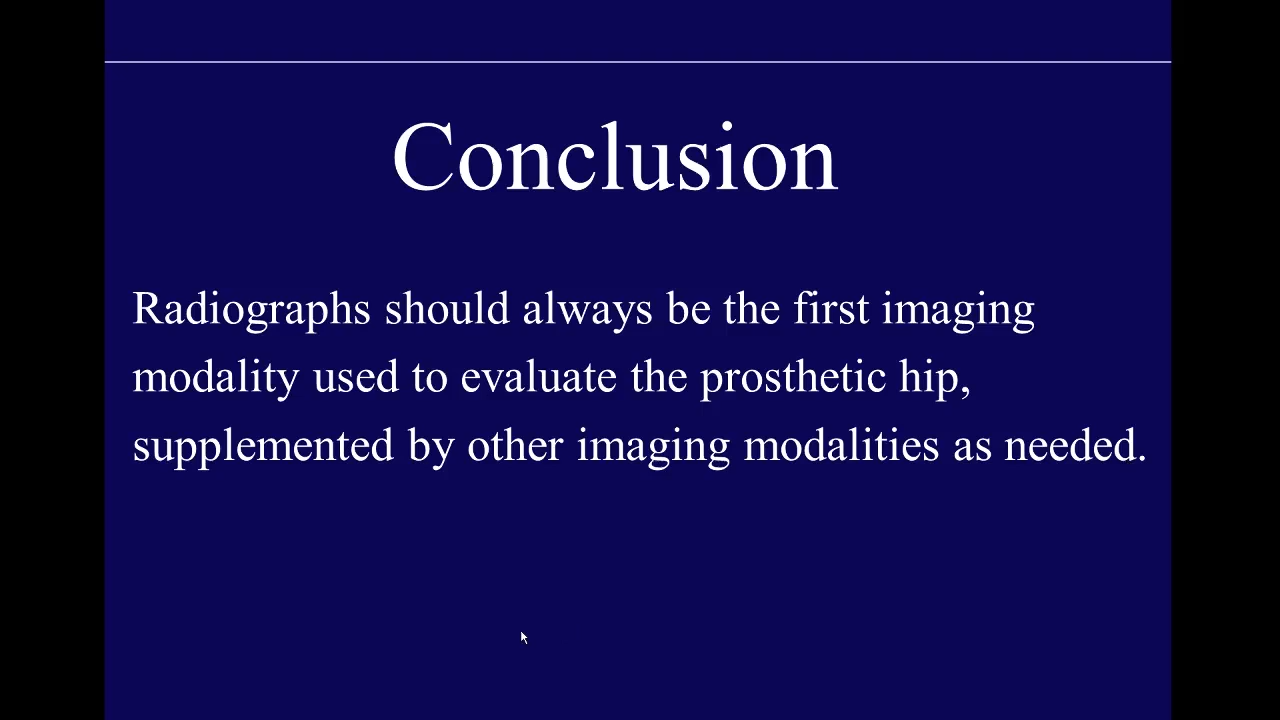 Conclusion
Radiographs should always be the first imaging
modality used to evaluate the prosthetic hip,
supplemented by other imaging modalities as needed.